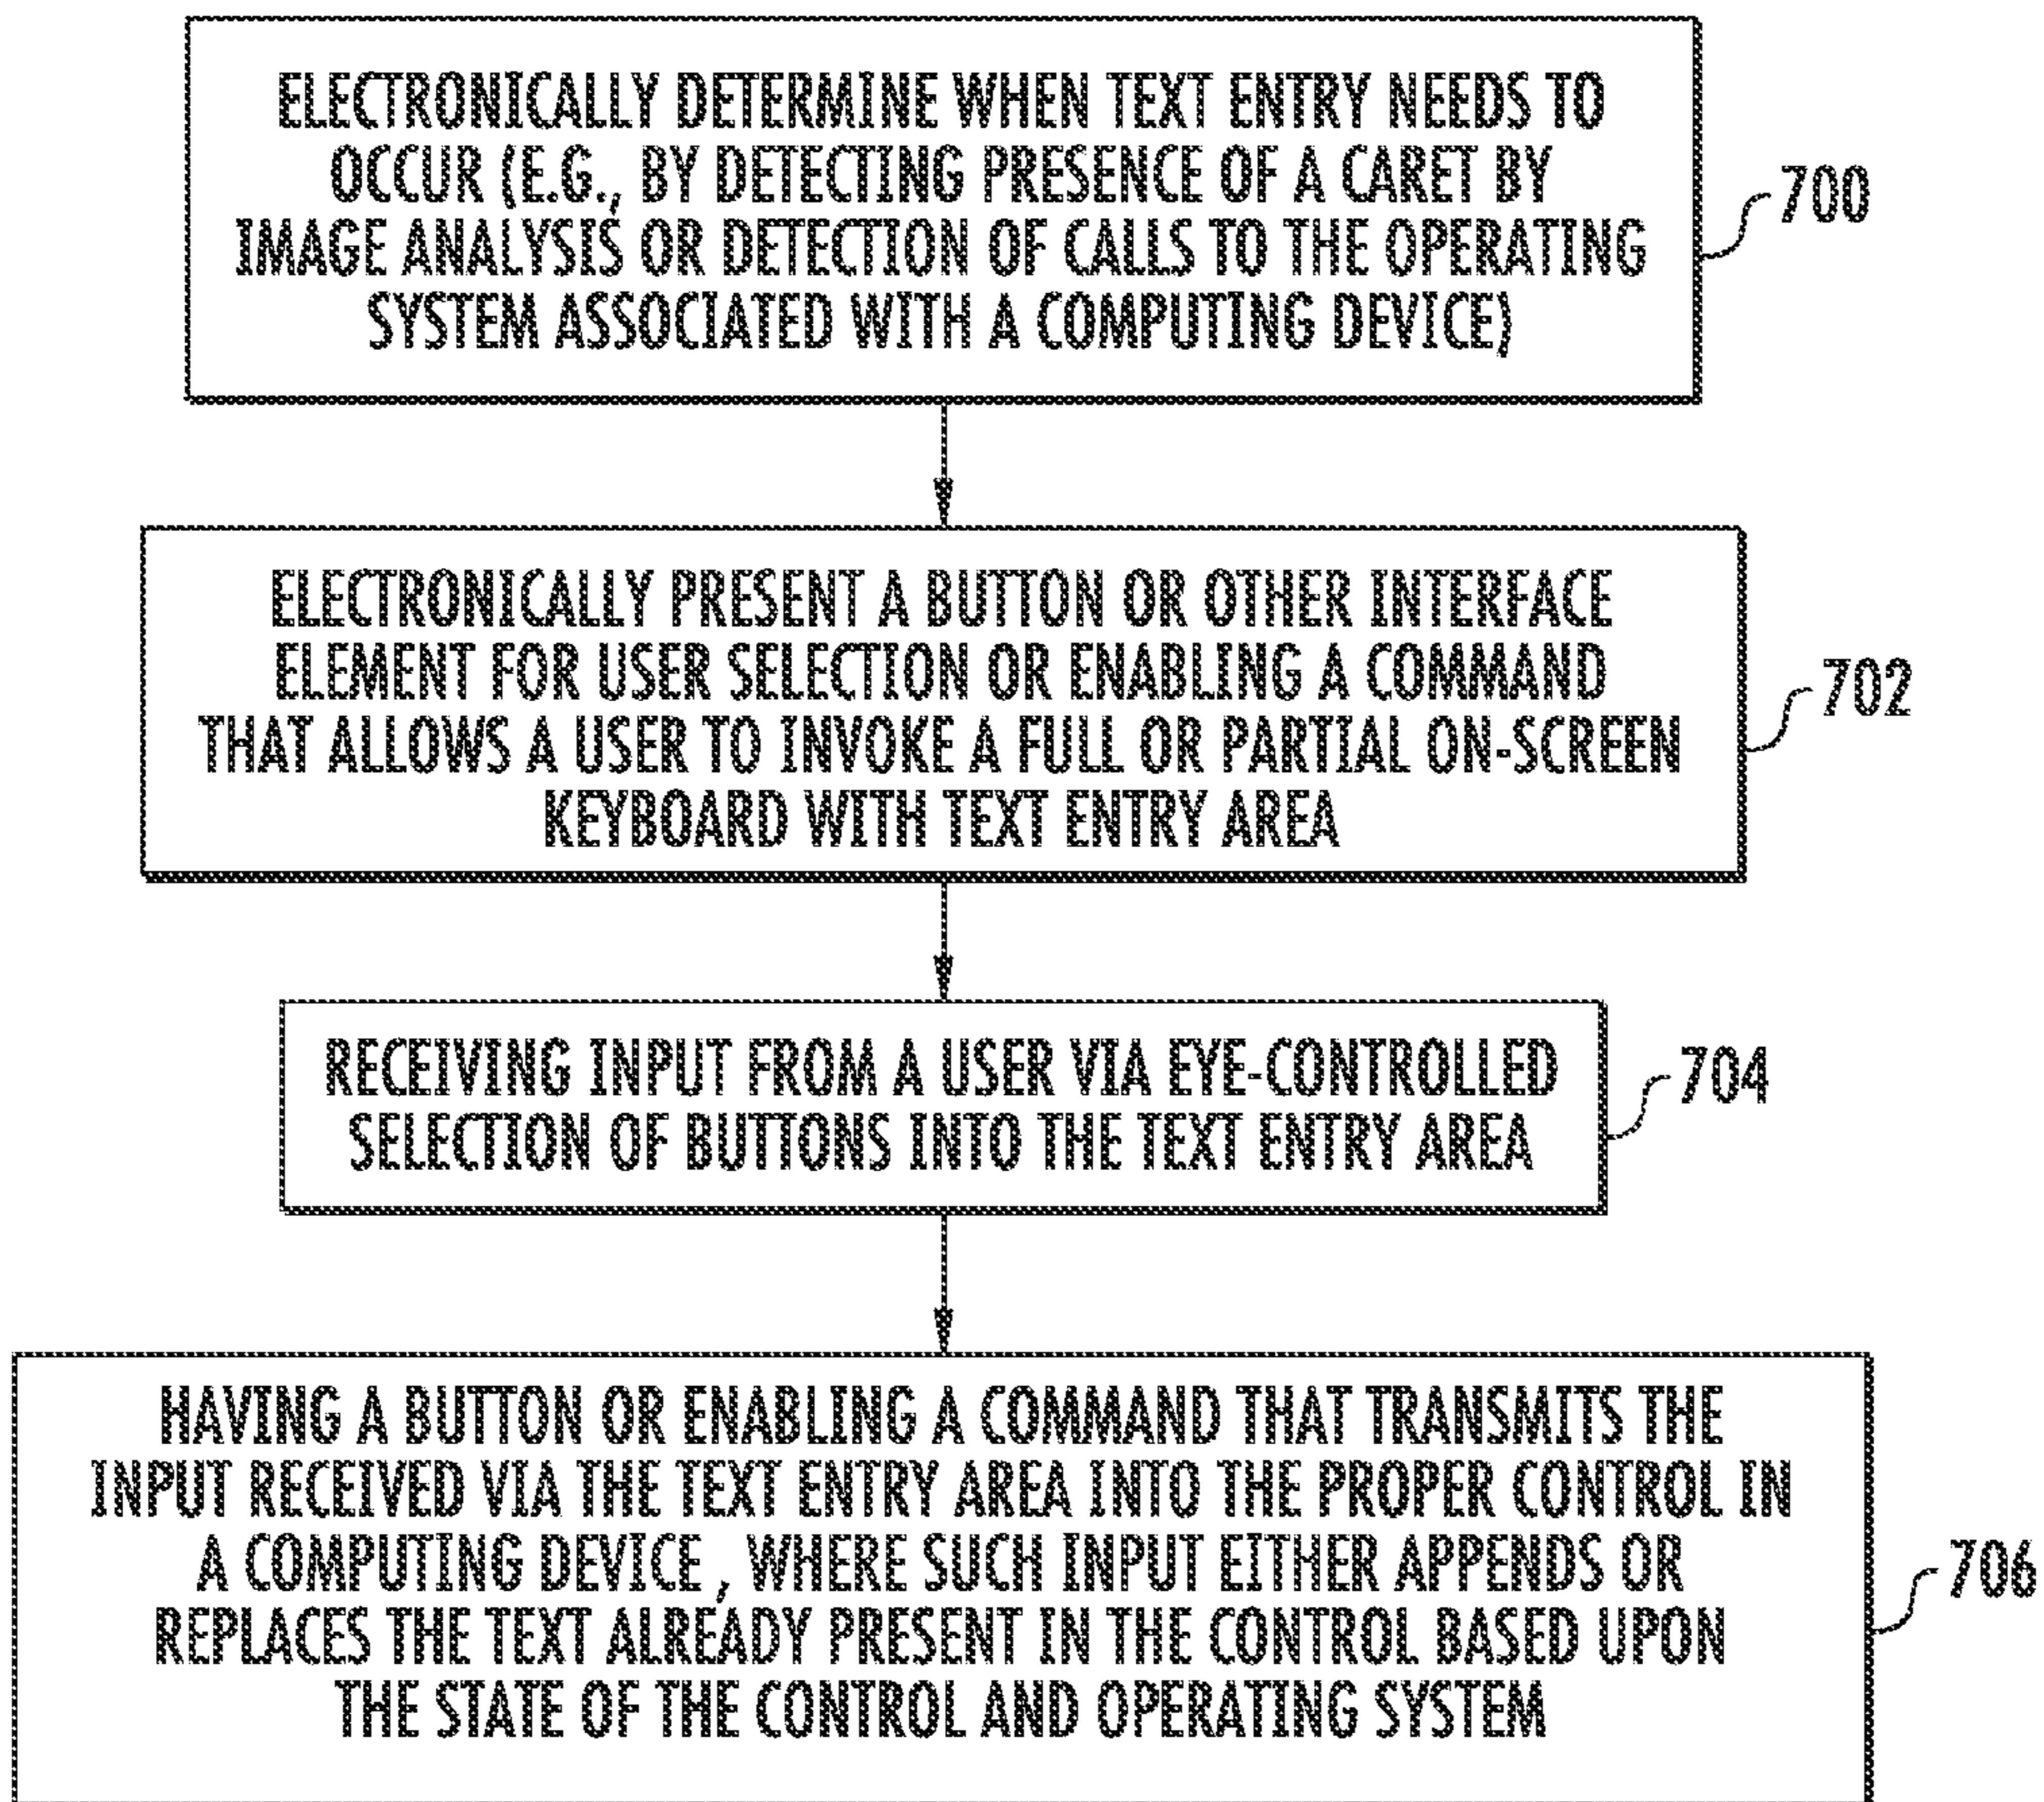 ELECTRONICALLY DETERMINE WHEN TEXT ENTRY NEEDS TO
OCCUR (E.G., BY DETECTING PRESENCE OF A CARET BY
IMAGE ANALYSIS OR DETECTION OF CALLS TO THE OPERATING
SYSTEM ASSOCIATED WITH A COMPUTING DEVICE)
700
ELECTRONICALLY PRESENT A BUTTON OR OTHER INTERFACE
ELEMENT FOR USER SELECTION OR ENABLING A COMMAND
THAT ALLOWS A USER TO INVOKE A FULL OR PARTIAL ON-SCREEN
KEYBOARD WITH TEXT ENTRY AREA
702
RECEIVING INPUT FROM A USER VIA EYE-CONTROLLED
SELECTION OF BUTTONS INTO THE TEXT ENTRY AREA
704
HAVING A BUTTON OR ENABLING A COMMAND THAT TRANSMITS THE
INPUT RECEIVED VIA THE TEXT ENTRY AREA INTO THE PROPER CONTROL IN
A COMPUTING DEVICE, WHERE SUCH INPUT EITHER APPENDS OR
REPLACES THE TEXT ALREADY PRESENT IN THE CONTROL BASED UPON
THE STATE OF THE CONTROL AND OPERATING SYSTEM
706